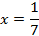 x = 1/7